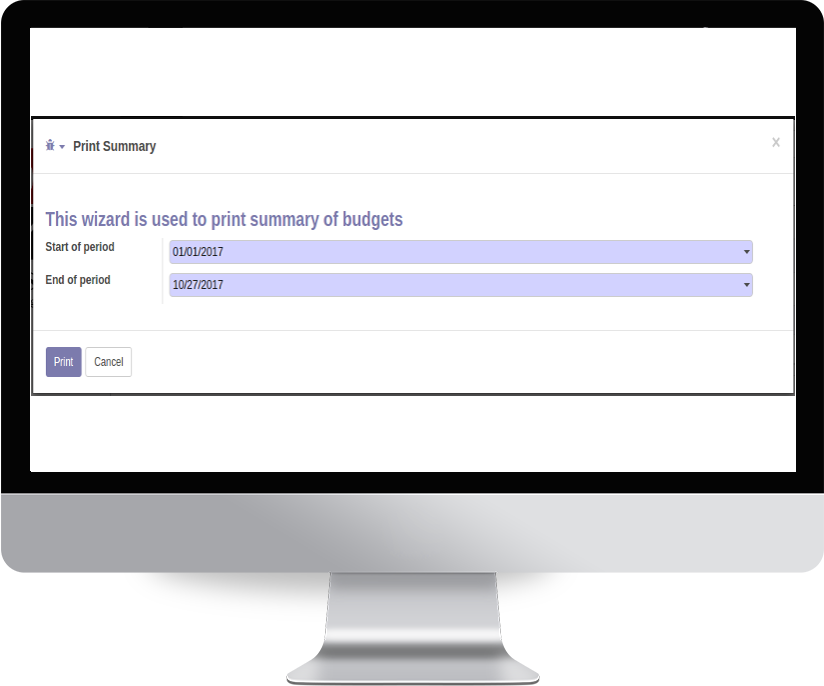 Print Summary
x
This wizard is used to print summary of budgets
Start of period
01/01/2017
End of period
10/27/2017
Print
Cancel